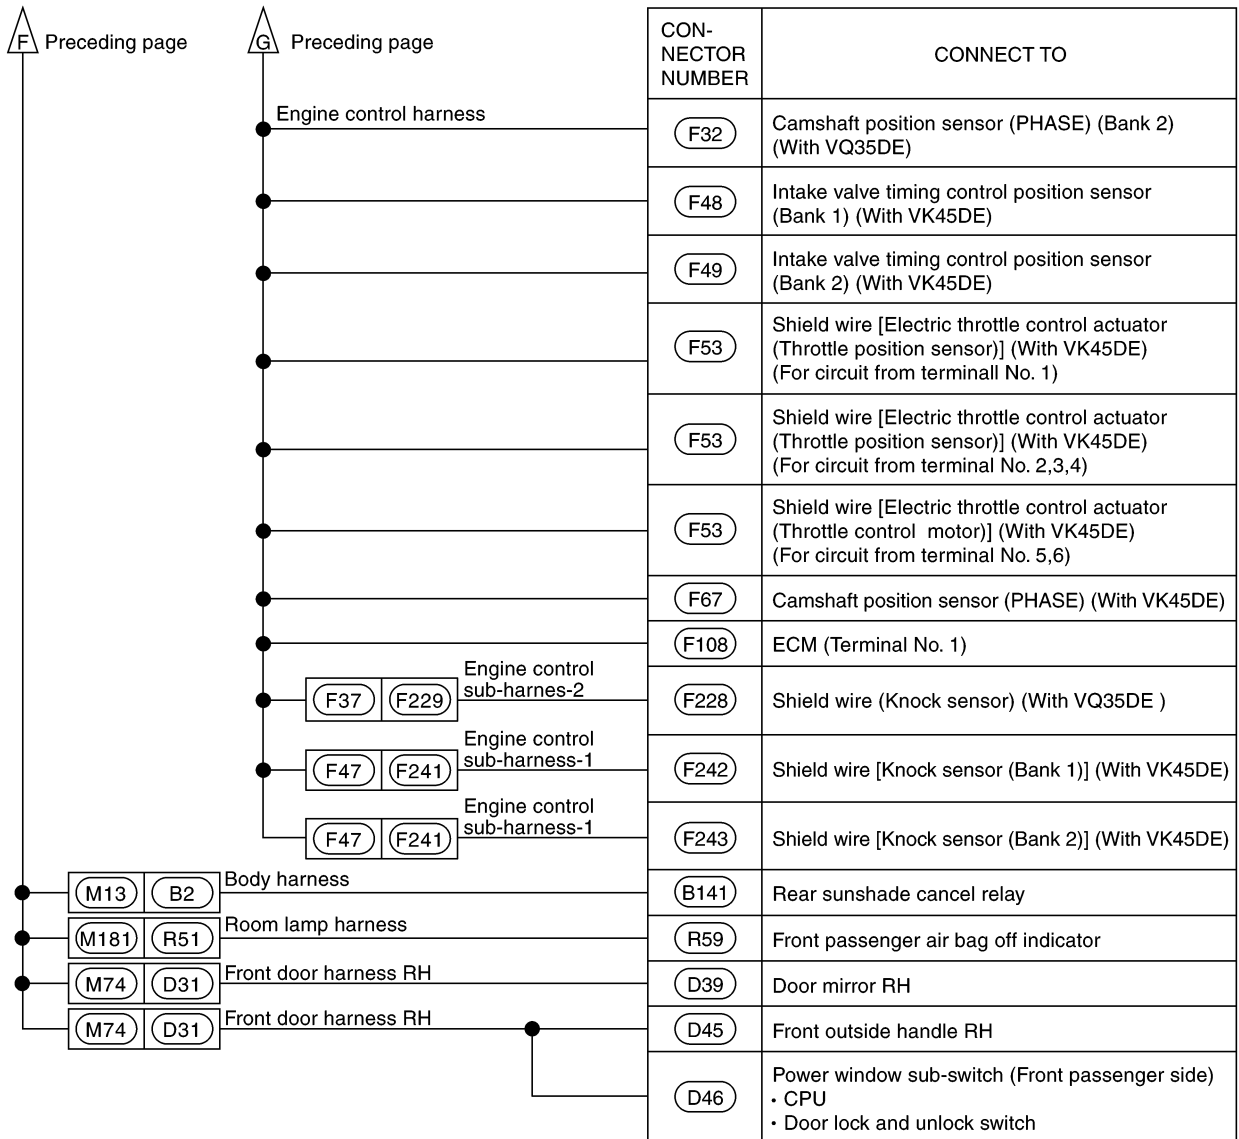 F Preceding page
G Preceding page
CON-
NECTOR
NUMBER
CONNECT TO
Engine control harness
F32
Camshaft position sensor (PHASE) (Bank 2)
(With VQ35DE)
F48
Intake valve timing control position sensor
(Bank 1) (With VK45DE)
F49
Intake valve timing control position sensor
(Bank 2) (With VK45DE)
F53
Shield wire [Electric throttle control actuator
(Throttle position sensor)] (With VK45DE)
(For circuit from terminall No. 1)
F53
Shield wire [Electric throttle control actuator
(Throttle position sensor)] (With VK45DE)
(For circuit from terminal No. 2,3,4)
F53
Shield wire [Electric throttle control actuator
(Throttle control motor)] (With VK45DE)
(For circuit from terminal No. 5,6)
F67
Camshaft position sensor (PHASE) (With VK45DE)
F108
ECM (Terminal No. 1)
F37 F229
Engine control
sub-harnes-2
F228
Shield wire (Knock sensor) (With VQ35DE )
F47 F241
Engine control
sub-harness-1
F242
Shield wire [Knock sensor (Bank 1)] (With VK45DE)
F47 F241
Engine control
sub-harness-1
F243
Shield wire [Knock sensor (Bank 2)] (With VK45DE)
M13 B2
Body harness
B141
Rear sunshade cancel relay
M181 R51
Room lamp harness
R59
Front passenger air bag off indicator
M74 D31
Front door harness RH
D39
Door mirror RH
M74 D31
Front door harness RH
D45
Front outside handle RH
D46
Power window sub-switch (Front passenger side)
• CPU
• Door lock and unlock switch